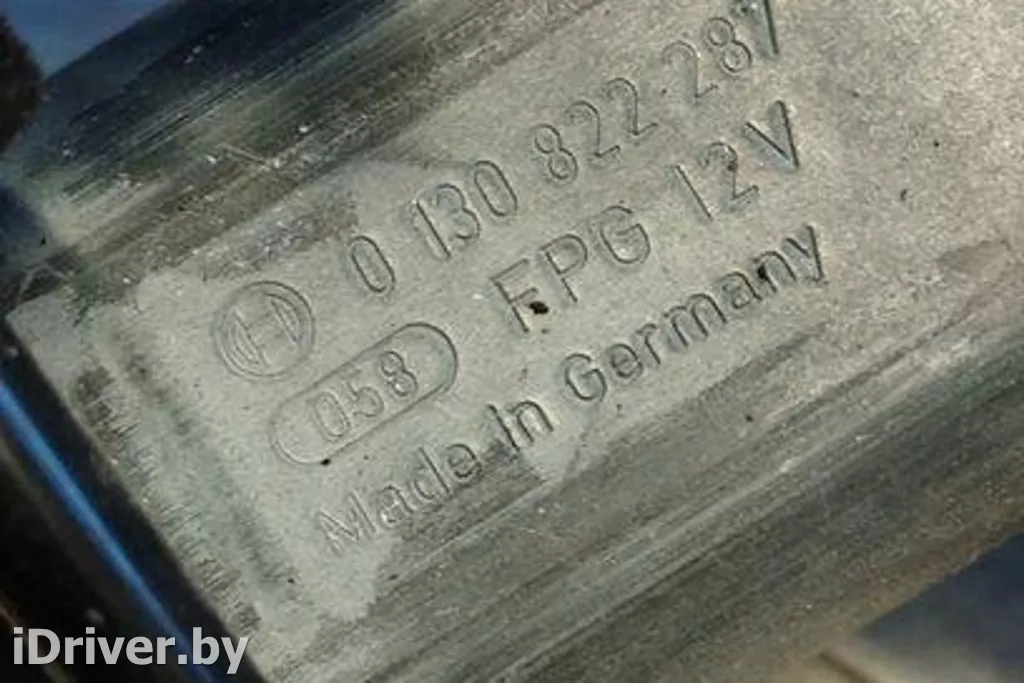 0 130 822 287
058 FPG 12V
Made in Germany
iDriver.by